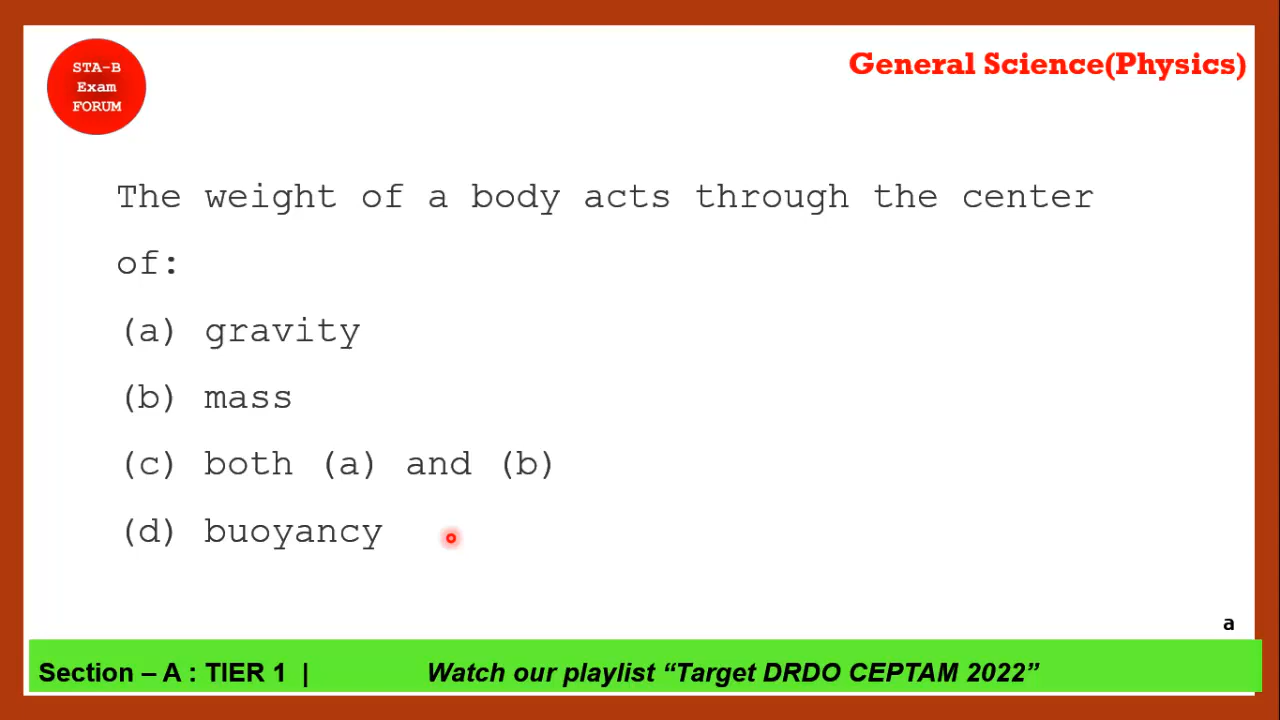 STA-B
Exam
FORUM
General Science(Physics)
The weight of a body acts through the center
of:
(a) gravity
(b) mass
(c) both (a) and (b)
(d) buoyancy
a
Section – A : TIER 1 | Watch our playlist “Target DRDO CEPTAM 2022”